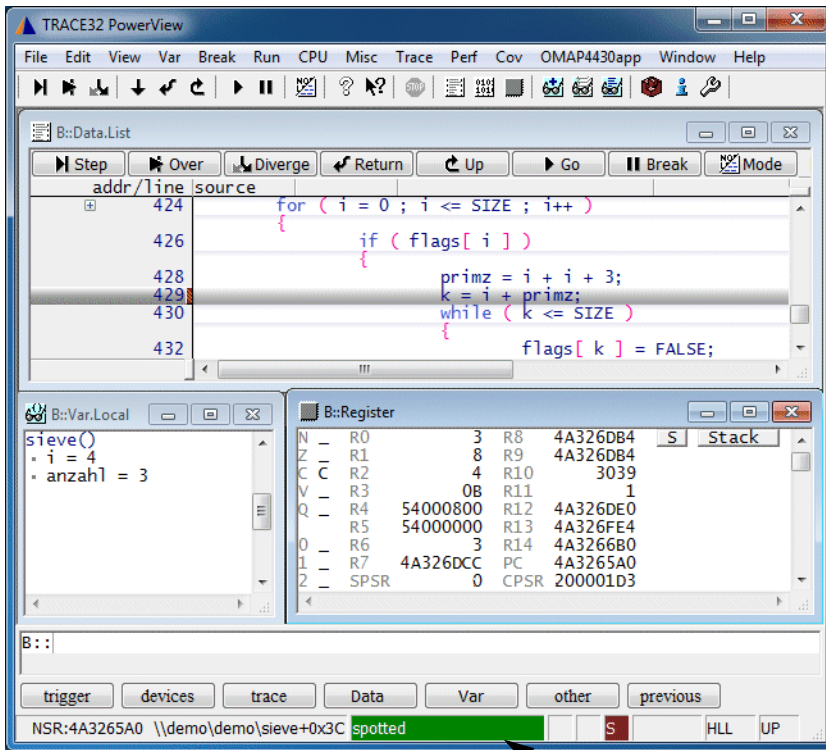 TRACE32 PowerView
File Edit View Var Break Run CPU Misc Trace Perf Cov OMAP4430app Window Help
B::Data.List
Step Over Diverge Return Up Go Break Mode
addr/line source
424 for ( i = 0 ; i <= SIZE ; i++ )
{
426 if ( flags[ i ] )
{
428 primz = i + i + 3;
429 k = i + primz;
430 while ( k <= SIZE )
{
432 flags[ k ] = FALSE;
B::Var.Local
sieve()
i = 4
anzahl = 3
B::Register
N _ R0 3 R8 4A326DB4 S Stack
Z _ R1 8 R9 4A326DB4
C C R2 4 R10 3039
V _ R3 0B R11 1
Q _ R4 54000800 R12 4A326DE0
R5 54000000 R13 4A326FE4
0 _ R6 3 R14 4A3266B0
1 _ R7 4A326DCC PC 4A3265A0
2 _ SPSR 0 CPSR 200001D3
B::
trigger devices trace Data Var other previous
NSR:4A3265A0 \\demo\demo\sieve+0x3C spotted S HLL UP